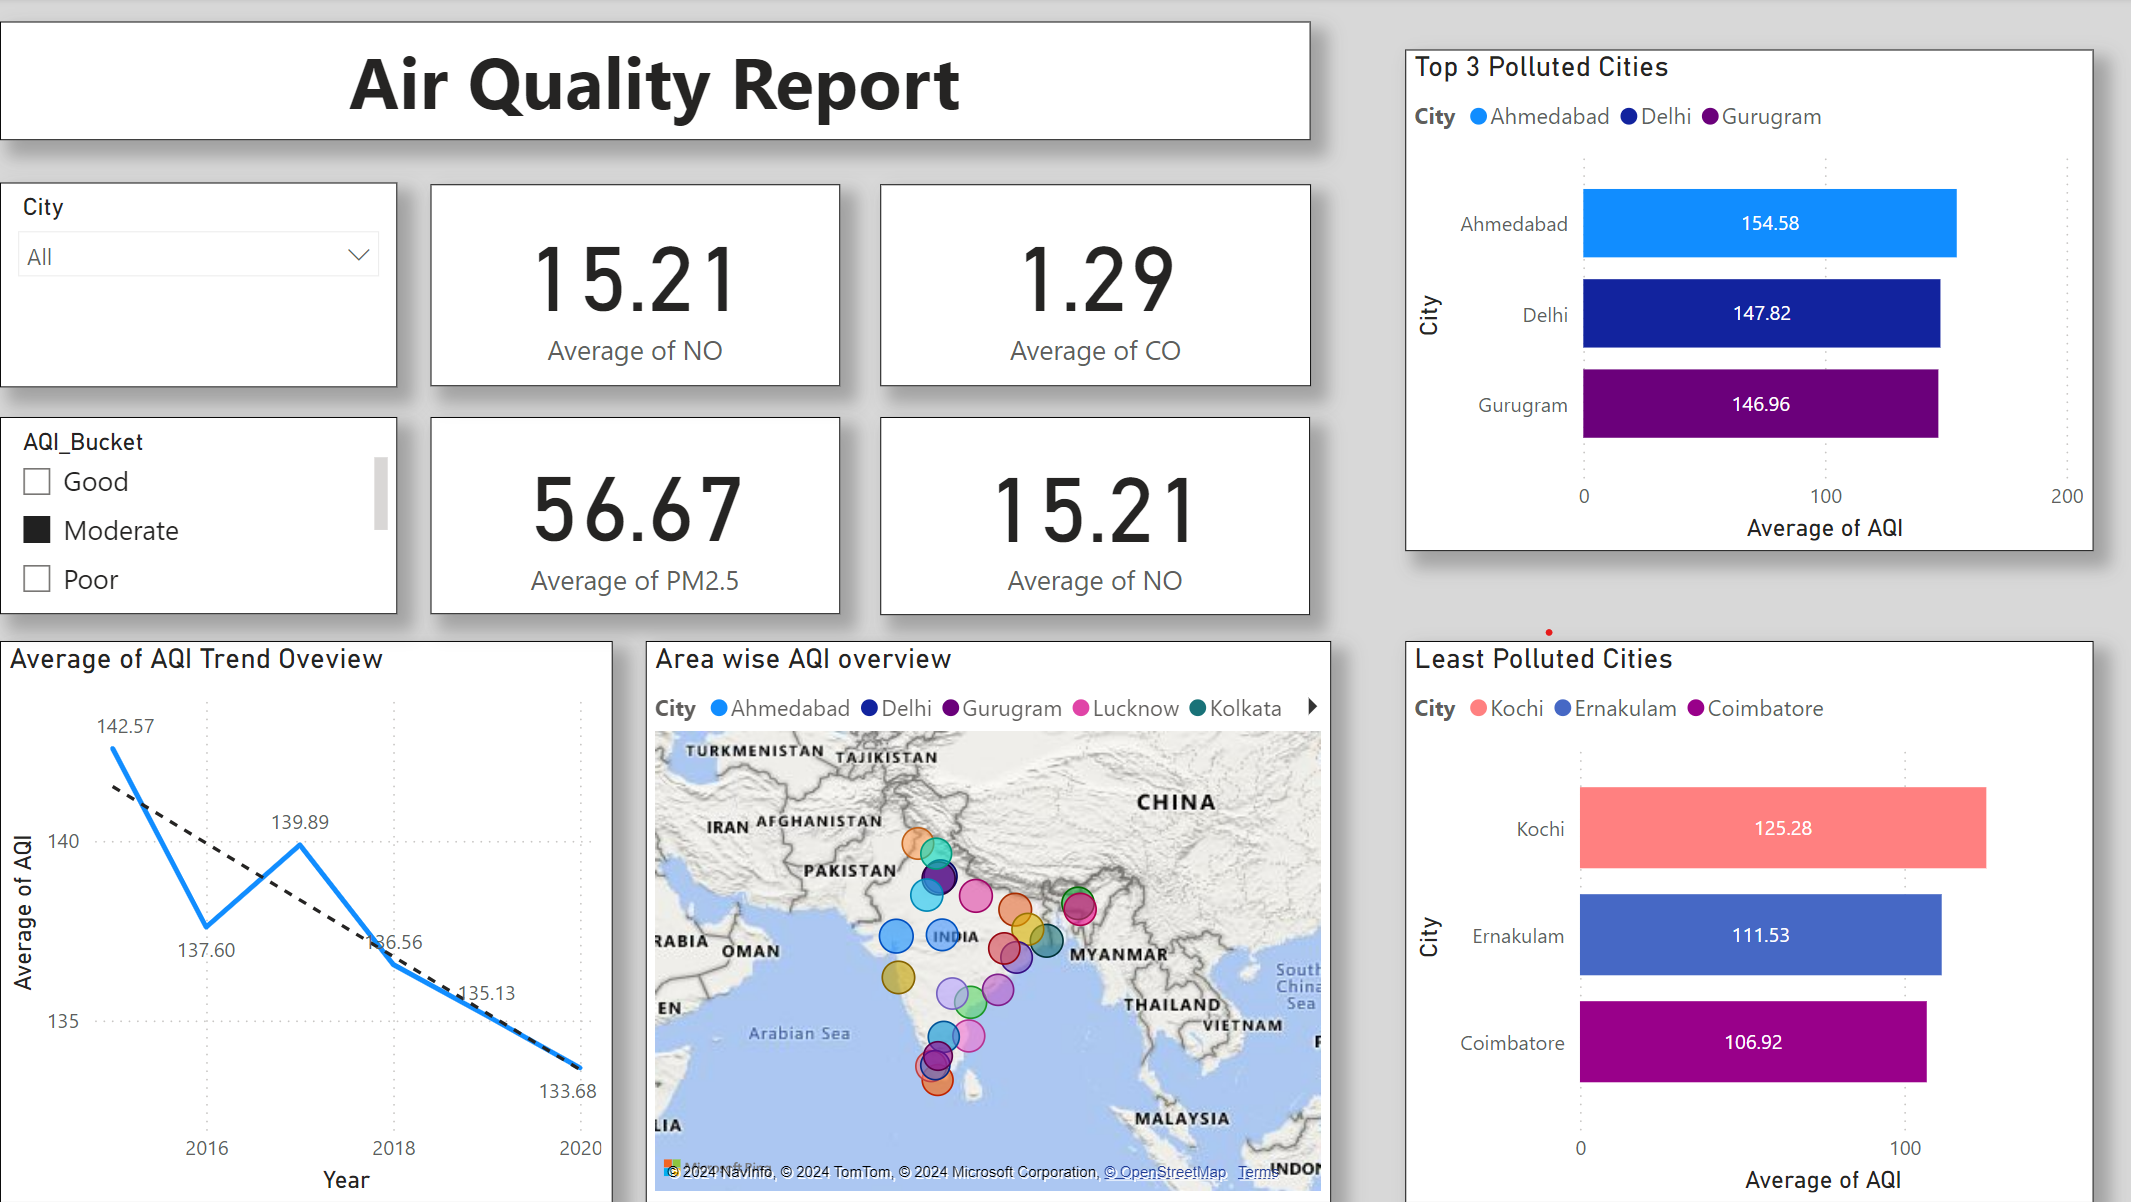 Air Quality Report
City
All
15.21
Average of NO
1.29
Average of CO
AQI_Bucket
Good
Moderate
Poor
56.67
Average of PM2.5
15.21
Average of NO
Top 3 Polluted Cities
City Ahmedabad Delhi Gurugram
City
Ahmedabad
154.58
Delhi
147.82
Gurugram
146.96
0 100 200
Average of AQI
Average of AQI Trend Oveview
Average of AQI
142.57
139.89
140
137.60
136.56
135.13
135
133.68
2016 2018 2020
Year
Area wise AQI overview
City Ahmedabad Delhi Gurugram Lucknow Kolkata
TURKMENISTAN
TAJIKISTAN
CHINA
IRAN
AFGHANISTAN
PAKISTAN
INDIA
RABIA
OMAN
MYANMAR
South
China
Sea
EN
THAILAND
VIETNAM
Arabian Sea
MALAYSIA
LIA
INDON
© 2024 NavInfo, © 2024 TomTom, © 2024 Microsoft Corporation, © OpenStreetMap Terms
Least Polluted Cities
City Kochi Ernakulam Coimbatore
City
Kochi
125.28
Ernakulam
111.53
Coimbatore
106.92
0 100
Average of AQI